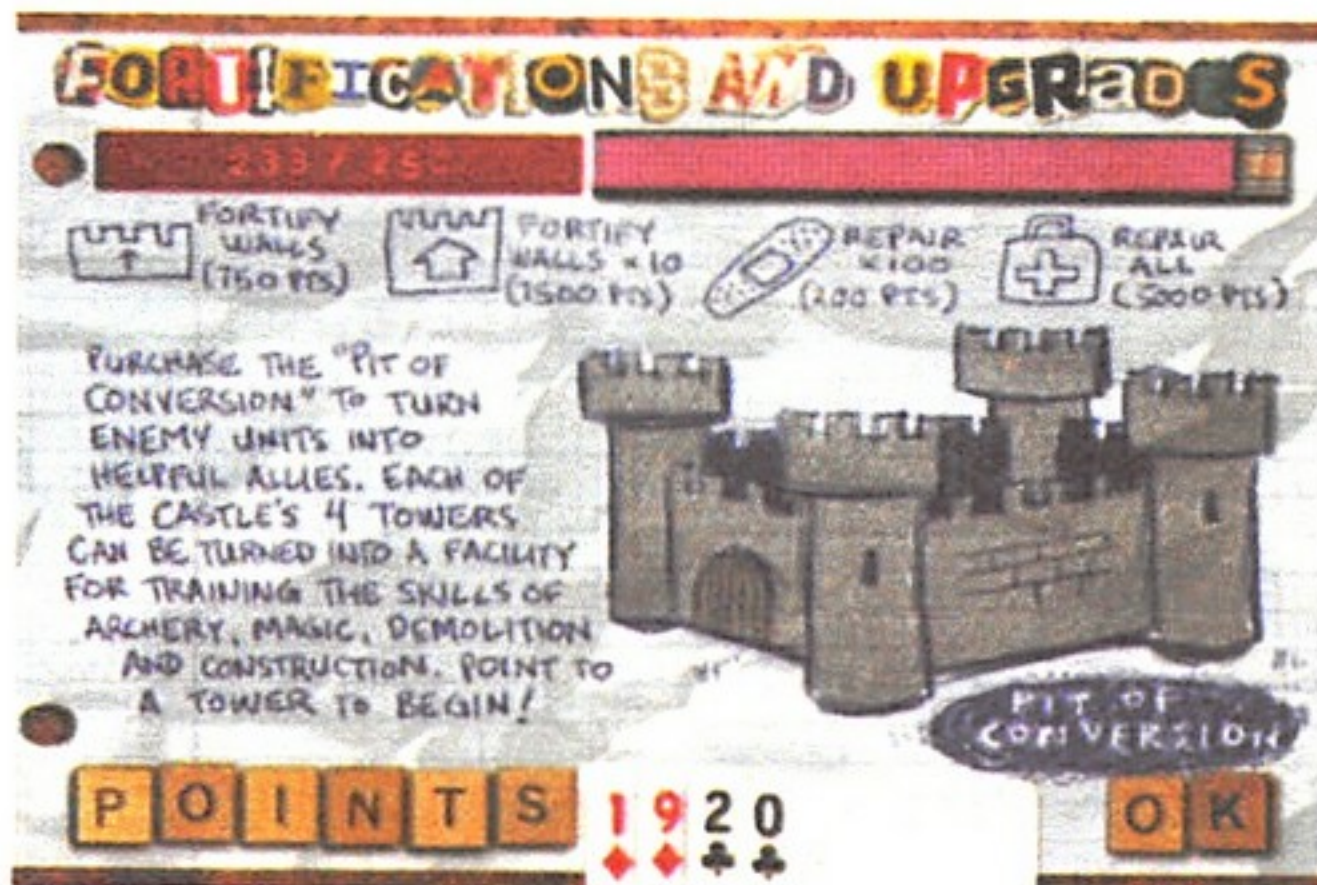 FORTIFICATIONS AND UPGRADES
FORTIFY
WALLS
(750 PTS)
FORTIFY
WALLS x 10
(7500 PTS)
REPAIR
x100
(200 PTS)
REPAIR
ALL
(5000 PTS)
PURCHASE THE "PIT OF
CONVERSION" TO TURN
ENEMY UNITS INTO
HELPFUL ALLIES. EACH OF
THE CASTLE'S 4 TOWERS
CAN BE TURNED INTO A FACILITY
FOR TRAINING THE SKILLS OF
ARCHERY, MAGIC, DEMOLITION
AND CONSTRUCTION. POINT TO
A TOWER TO BEGIN!
PIT OF
CONVERSION
POINTS 1920 OK